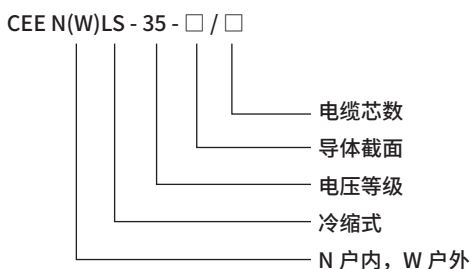 CEE N(W)LS - 35 - □ / □
电缆芯数
导体截面
电压等级
冷缩式
N 户内，W 户外